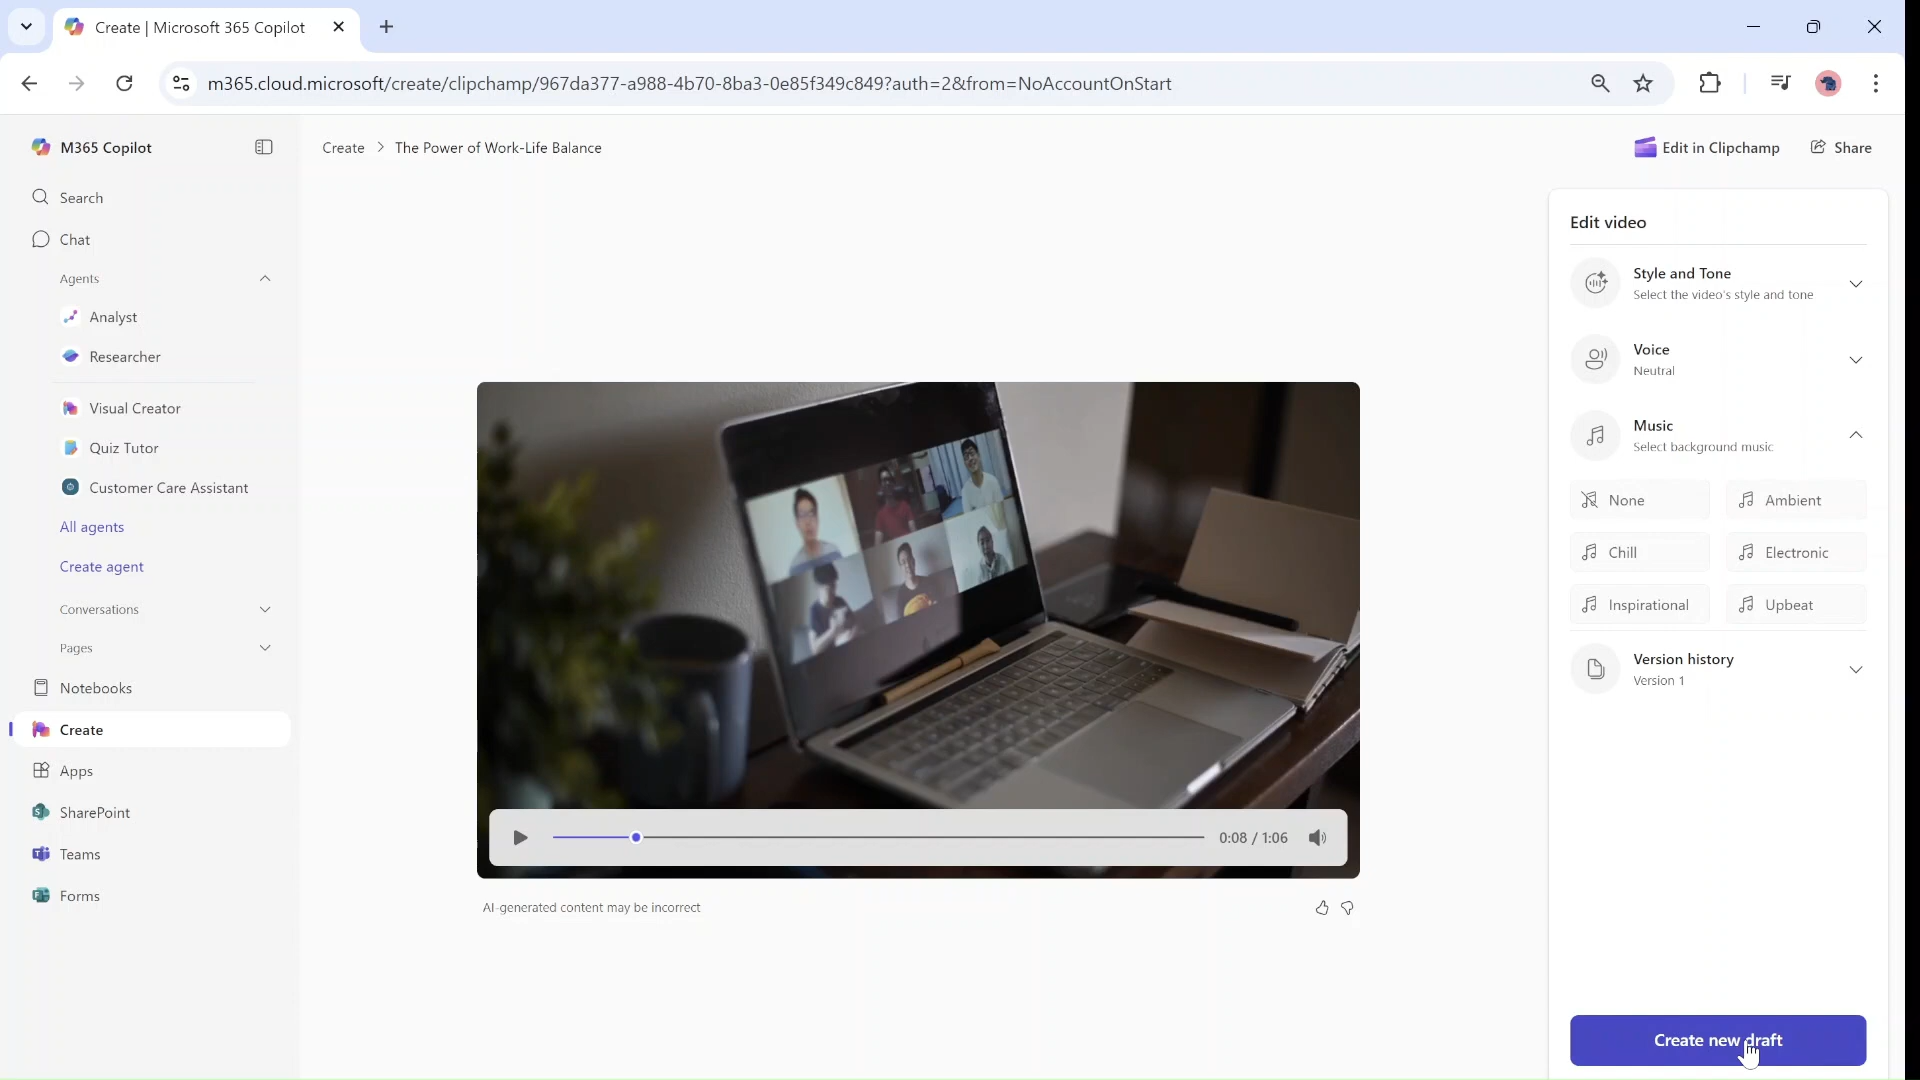 Create | Microsoft 365 Copilot
m365.cloud.microsoft/create/clipchamp/967da377-a988-4b70-8ba3-0e85f349c849?auth=2&from=NoAccountOnStart
M365 Copilot
Search
Chat
Agents
Analyst
Researcher
Visual Creator
Quiz Tutor
Customer Care Assistant
All agents
Create agent
Conversations
Pages
Notebooks
Create
Apps
SharePoint
Teams
Forms
Create > The Power of Work-Life Balance
Edit in Clipchamp
Share
0:08 / 1:06
AI-generated content may be incorrect
Edit video
Style and Tone
Select the video's style and tone
Voice
Neutral
Music
Select background music
None
Ambient
Chill
Electronic
Inspirational
Upbeat
Version history
Version 1
Create new draft